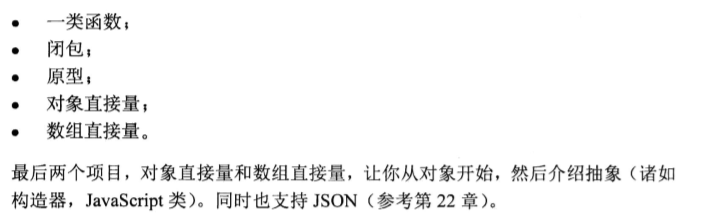 • 一类函数；
• 闭包；
• 原型；
• 对象直接量；
• 数组直接量。
最后两个项目，对象直接量和数组直接量，让你从对象开始，然后介绍抽象（诸如
构造器，JavaScript 类）。同时也支持 JSON（参考第 22 章）。